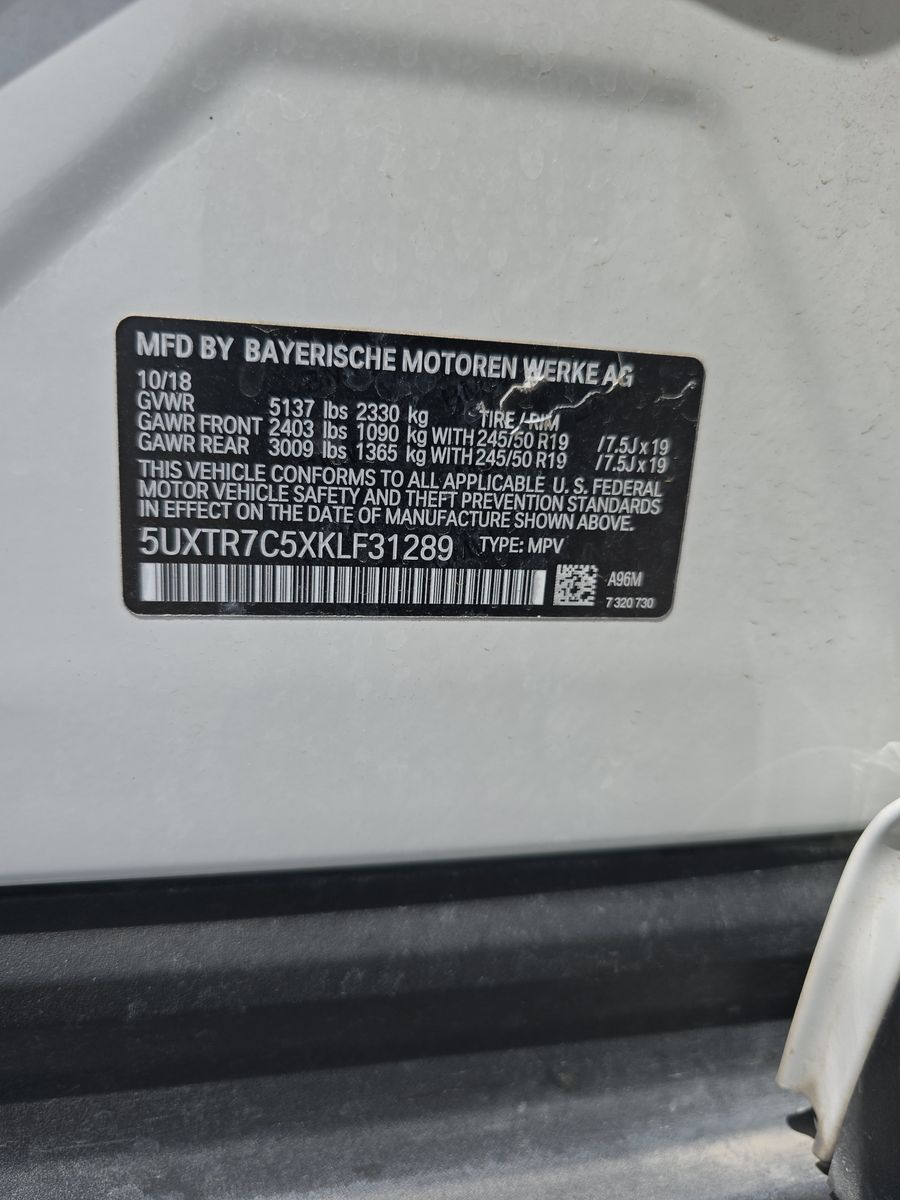 MFD BY BAYERISCHE MOTOREN WERKE AG
10/18
GVWR 5137 lbs 2330 kg TIRE / RIM
GAWR FRONT 2403 lbs 1090 kg WITH 245/50 R19 /7.5J x 19
GAWR REAR 3009 lbs 1365 kg WITH 245/50 R19 /7.5J x 19
THIS VEHICLE CONFORMS TO ALL APPLICABLE U. S. FEDERAL
MOTOR VEHICLE SAFETY AND THEFT PREVENTION STANDARDS
IN EFFECT ON THE DATE OF MANUFACTURE SHOWN ABOVE.
5UXTR7C5XKLF31289 TYPE: MPV
A96M
7 320 730